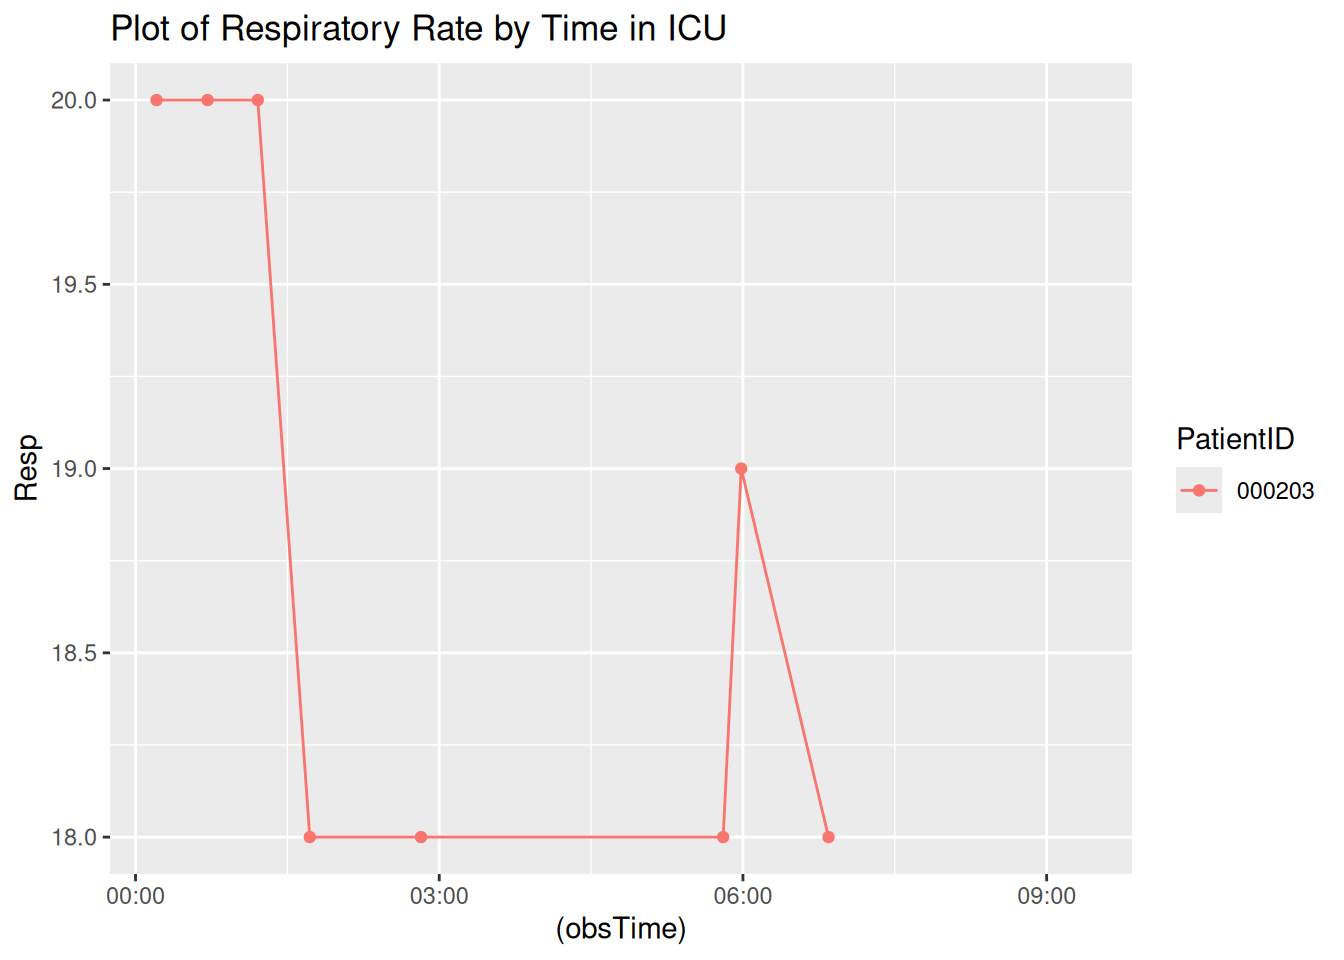 Plot of Respiratory Rate by Time in ICU
20.0
19.5
19.0
18.5
18.0
Resp
00:00 03:00 06:00 09:00
(obsTime)
PatientID
000203